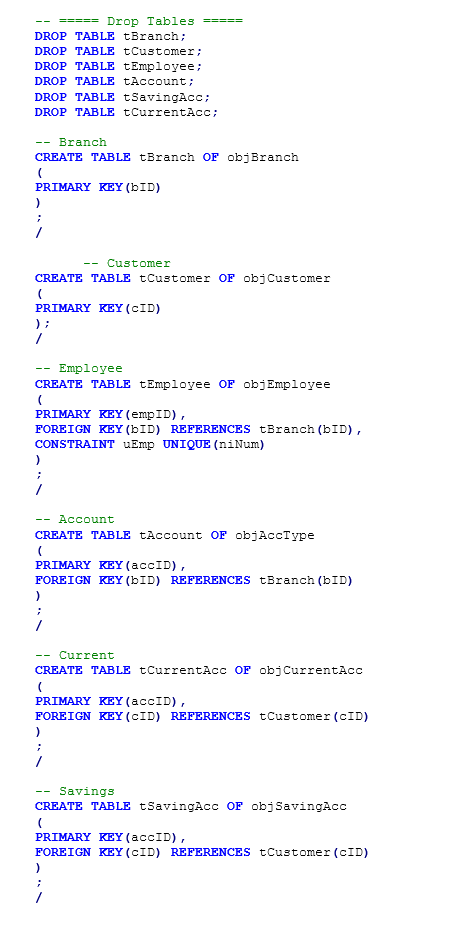 -- ===== Drop Tables =====
DROP TABLE tBranch;
DROP TABLE tCustomer;
DROP TABLE tEmployee;
DROP TABLE tAccount;
DROP TABLE tSavingAcc;
DROP TABLE tCurrentAcc;
-- Branch
CREATE TABLE tBranch OF objBranch
(
PRIMARY KEY(bID)
)
;
/
-- Customer
CREATE TABLE tCustomer OF objCustomer
(
PRIMARY KEY(cID)
);
/
-- Employee
CREATE TABLE tEmployee OF objEmployee
(
PRIMARY KEY(empID),
FOREIGN KEY(bID) REFERENCES tBranch(bID),
CONSTRAINT uEmp UNIQUE(niNum)
)
;
/
-- Account
CREATE TABLE tAccount OF objAccType
(
PRIMARY KEY(accID),
FOREIGN KEY(bID) REFERENCES tBranch(bID)
)
;
/
-- Current
CREATE TABLE tCurrentAcc OF objCurrentAcc
(
PRIMARY KEY(accID),
FOREIGN KEY(cID) REFERENCES tCustomer(cID)
)
;
/
-- Savings
CREATE TABLE tSavingAcc OF objSavingAcc
(
PRIMARY KEY(accID),
FOREIGN KEY(cID) REFERENCES tCustomer(cID)
)
;
/